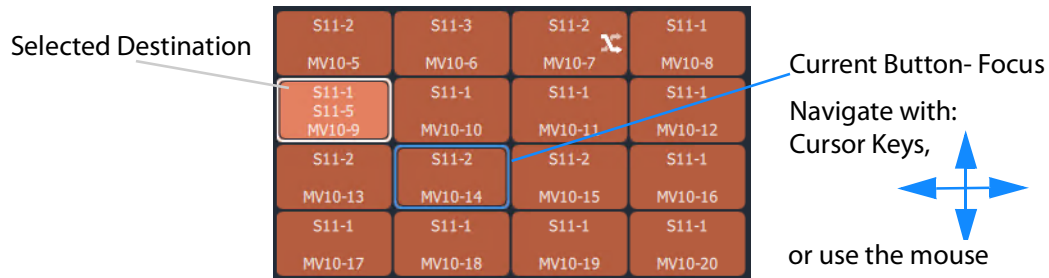 Selected Destination
S11-2 S11-3 S11-2 S11-1
MV10-5 MV10-6 MV10-7 MV10-8
S11-1 S11-1 S11-1 S11-1
S11-5
MV10-9 MV10-10 MV10-11 MV10-12
S11-2 S11-2 S11-2 S11-1
MV10-13 MV10-14 MV10-15 MV10-16
S11-1 S11-1 S11-1 S11-1
MV10-17 MV10-18 MV10-19 MV10-20
Current Button- Focus
Navigate with:
Cursor Keys,
or use the mouse